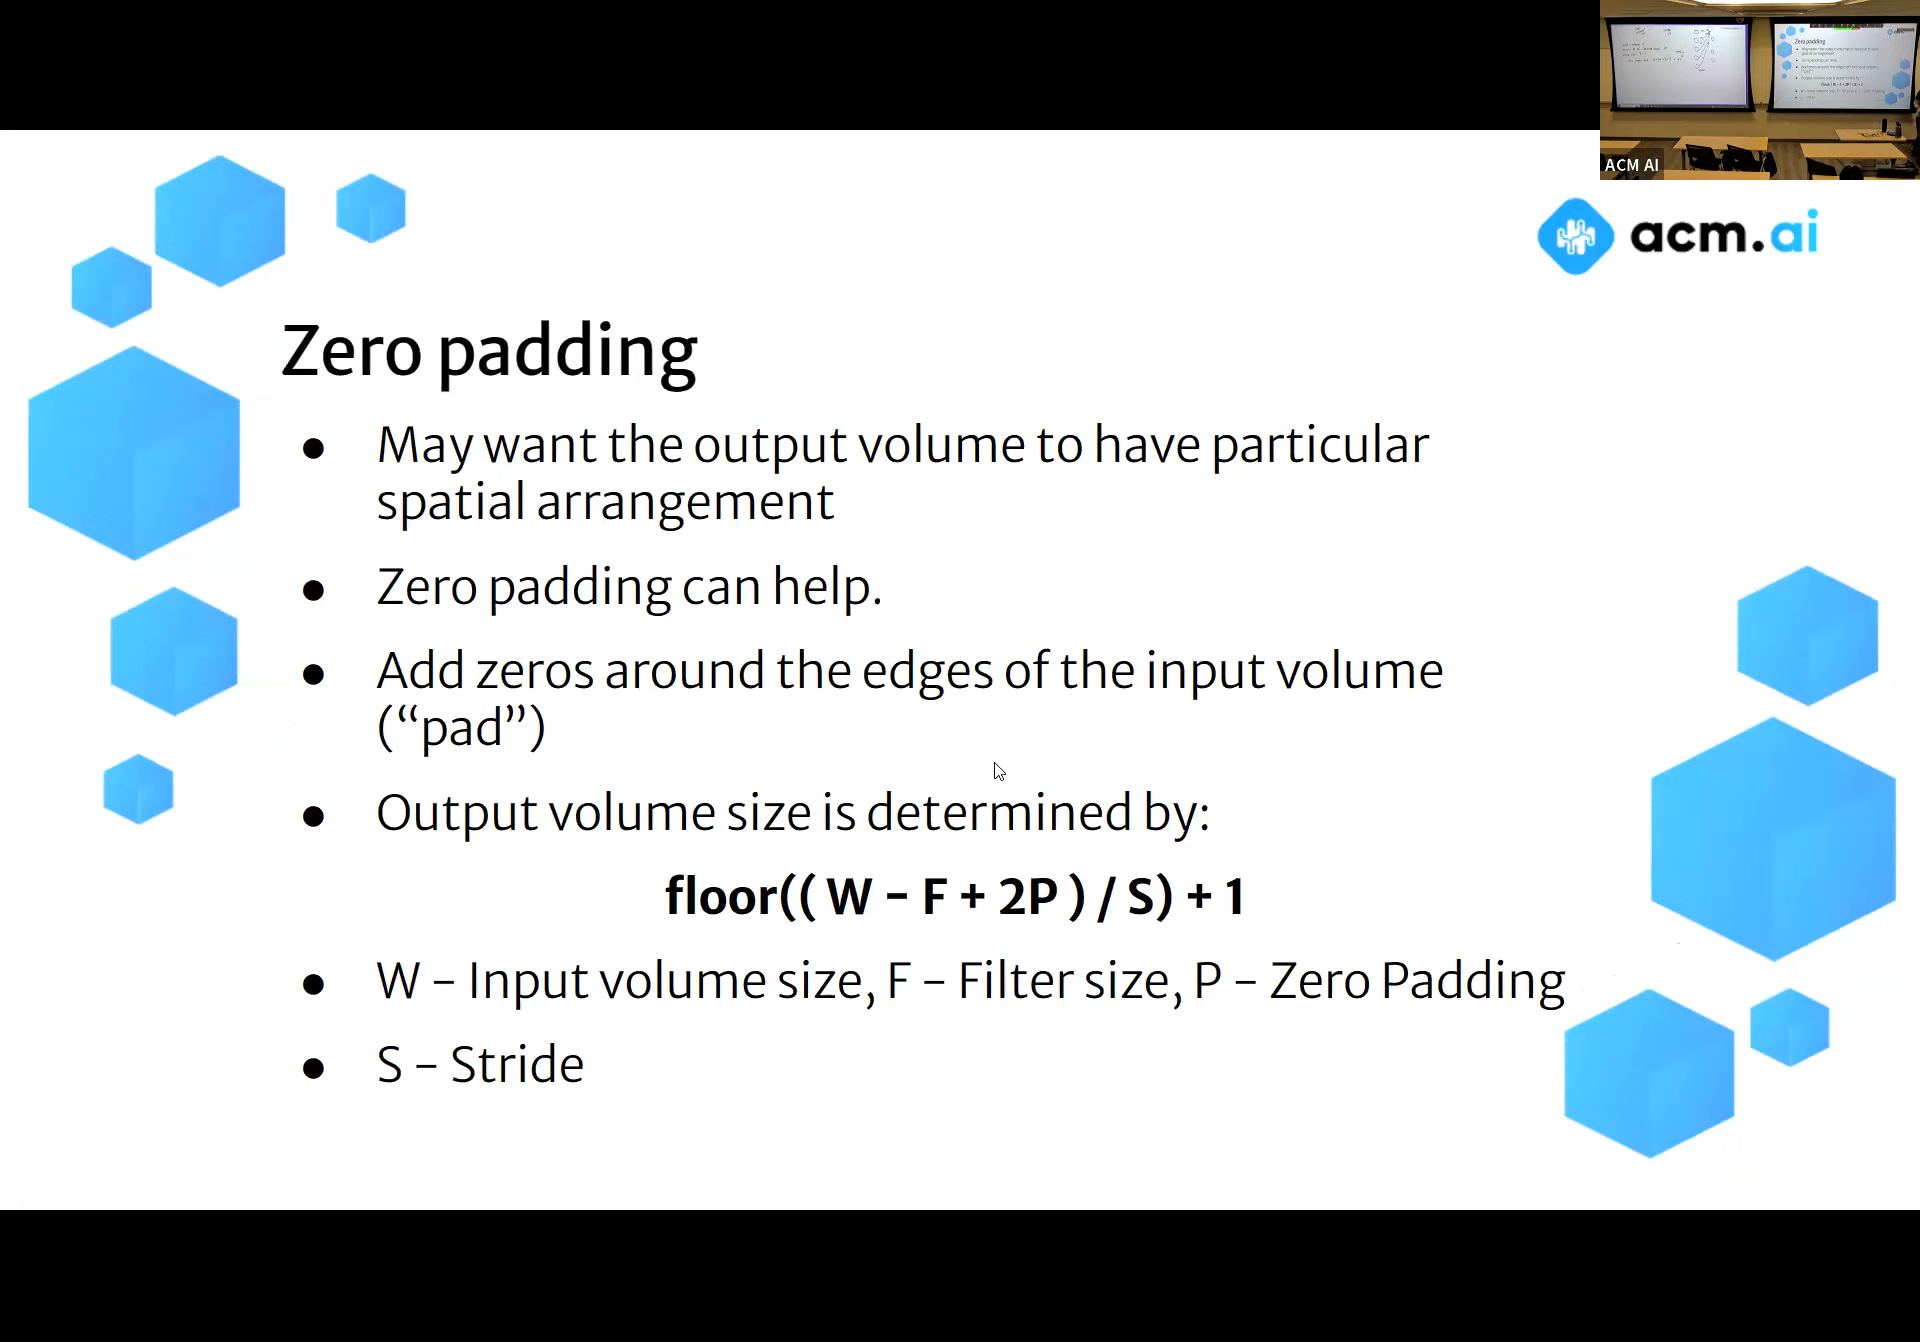 ACM AI
acm.ai
Zero padding
● May want the output volume to have particular
spatial arrangement
● Zero padding can help.
● Add zeros around the edges of the input volume
(“pad”)
● Output volume size is determined by:
floor(( W – F + 2P ) / S) + 1
● W – Input volume size, F – Filter size, P – Zero Padding
● S – Stride